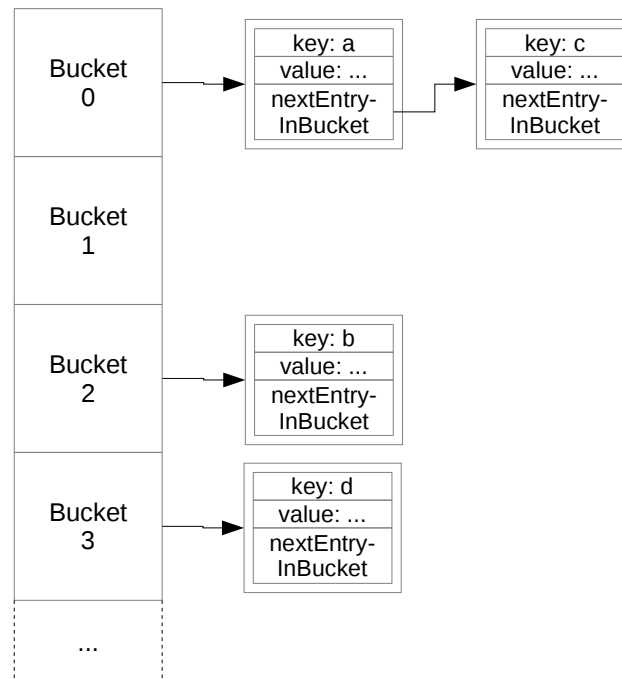 Bucket
0
key: a
value: ...
nextEntry-
InBucket
key: c
value: ...
nextEntry-
InBucket
Bucket
1
Bucket
2
key: b
value: ...
nextEntry-
InBucket
Bucket
3
key: d
value: ...
nextEntry-
InBucket
...